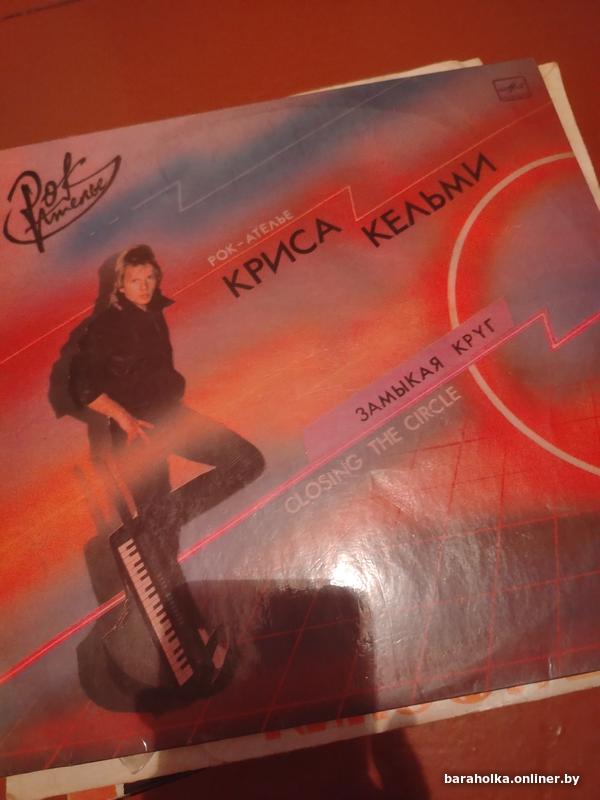 Рок
Ателье
РОК-АТЕЛЬЕ
КРИСА КЕЛЬМИ
ЗАМЫКАЯ КРУГ
CLOSING THE CIRCLE
baraholka.onliner.by